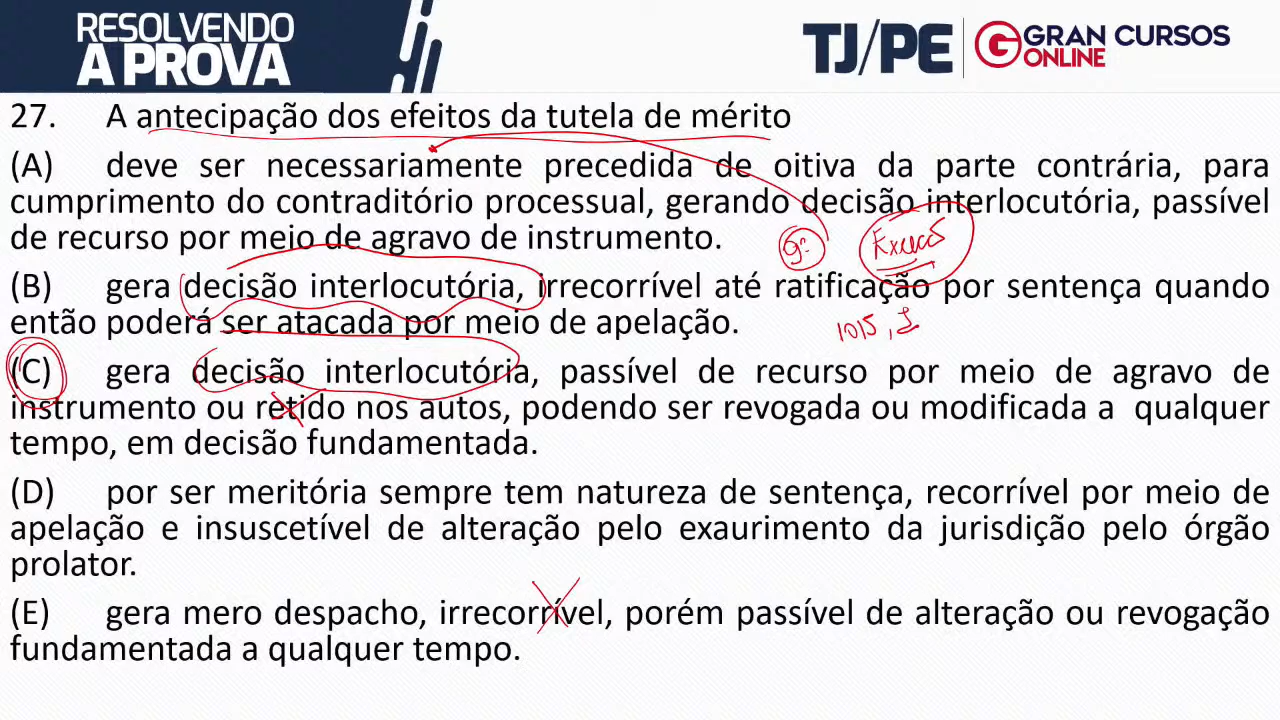 RESOLVENDO
A PROVA
TJ/PE
GRAN CURSOS
ONLINE
27. A antecipação dos efeitos da tutela de mérito
(A) deve ser necessariamente precedida de oitiva da parte contrária, para
cumprimento do contraditório processual, gerando decisão interlocutória, passível
de recurso por meio de agravo de instrumento.
9º
(B) gera decisão interlocutória, irrecorrível até ratificação por sentença quando
então poderá ser atacada por meio de apelação.
1015, I
(C) gera decisão interlocutória, passível de recurso por meio de agravo de
instrumento ou retido nos autos, podendo ser revogada ou modificada a qualquer
tempo, em decisão fundamentada.
(D) por ser meritória sempre tem natureza de sentença, recorrível por meio de
apelação e insuscetível de alteração pelo exaurimento da jurisdição pelo órgão
prolator.
(E) gera mero despacho, irrecorrível, porém passível de alteração ou revogação
fundamentada a qualquer tempo.